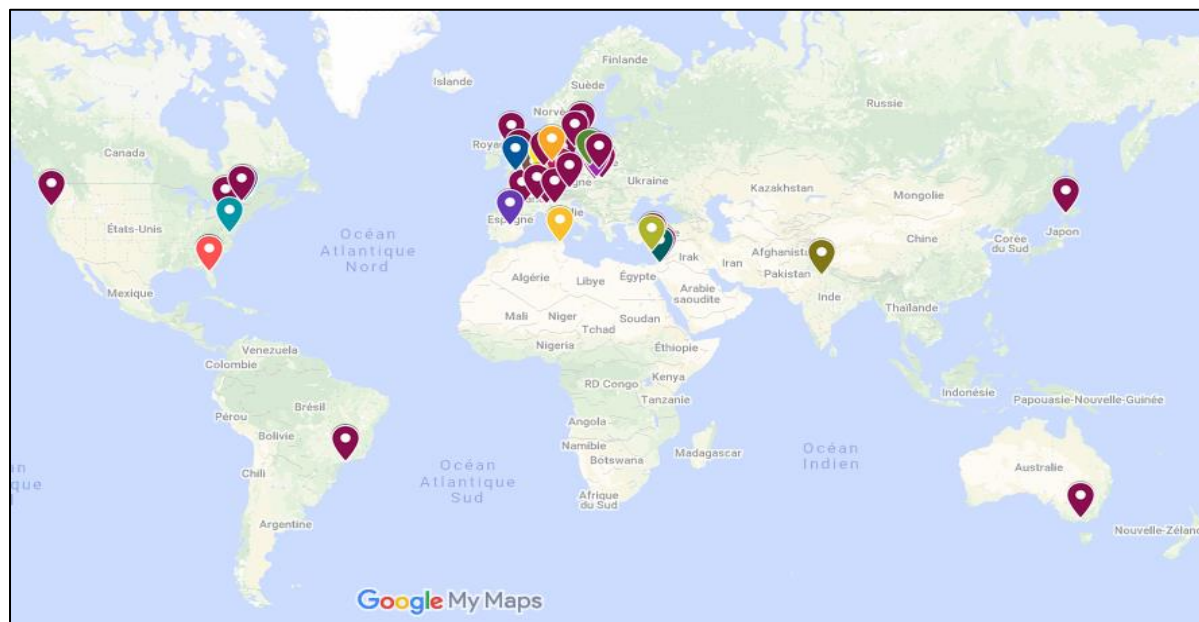 Islande
Finlande
Suède
Norvè
Russie
Canada
Ukraine
Kazakhstan
Mongolie
États-Unis
Océan
Atlantique
Nord
Espagne
Chine
Corée
du Sud
Japon
Afghanistan
Pakistan
Irak
Iran
Algérie
Libye
Égypte
Arabie
saoudite
Inde
Mexique
Mali
Niger
Tchad
Soudan
Thaïlande
Nigeria
Éthiopie
Venezuela
Colombie
RD Congo
Kenya
Tanzanie
Indonésie
Papouasie-Nouvelle-Guinée
Pérou
Brésil
Bolivie
Angola
Namibie
Botswana
Madagascar
Océan
Indien
Océan
Atlantique
Sud
Chili
Afrique
du Sud
Australie
Argentine
Nouvelle-Zéland
Google My Maps